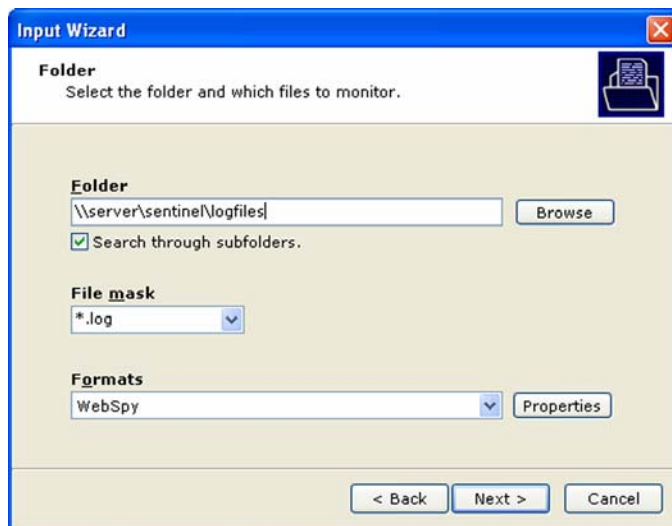 Input Wizard
Folder
Select the folder and which files to monitor.
Folder
\\server\sentinel\logfiles
Browse
Search through subfolders.
File mask
*.log
Formats
WebSpy
Properties
< Back
Next >
Cancel